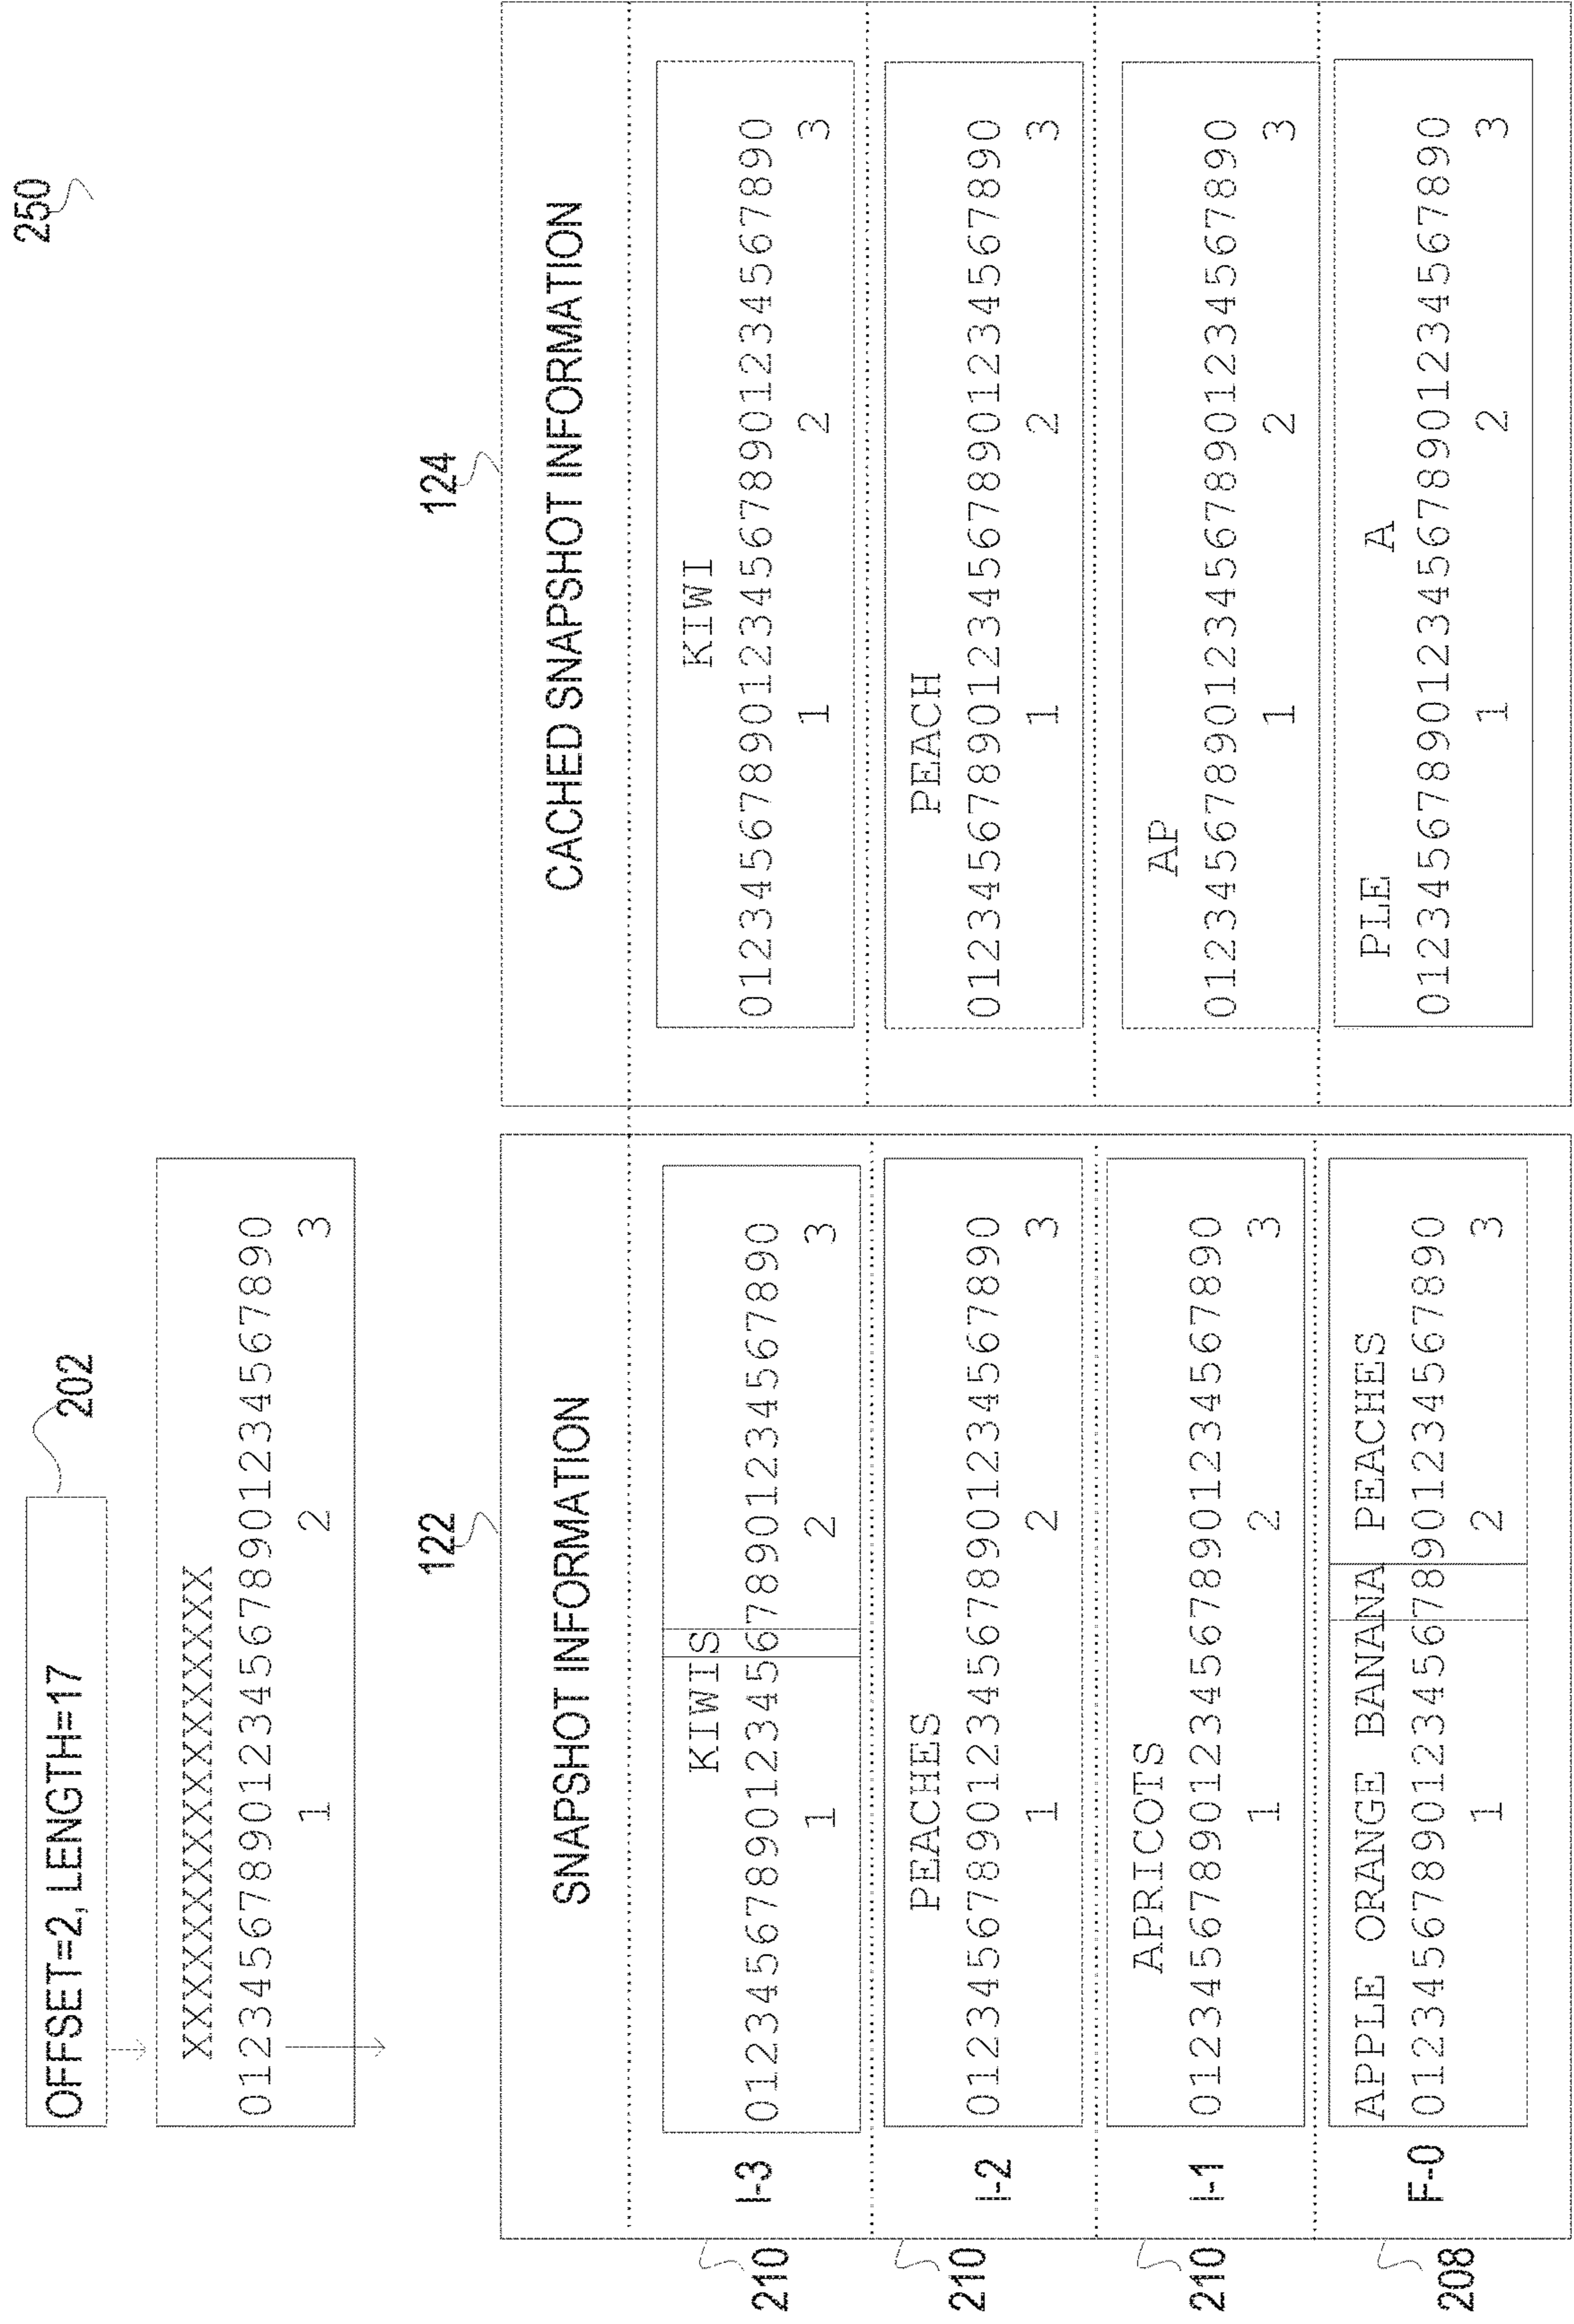 250
OFFSET=2, LENGTH=17
202
XXXXXXXXXXXXXXXXX
0123456789012345678901234567890
1 2 3
122
SNAPSHOT INFORMATION
210
I-3
KIWIS
0123456789012345678901234567890
1 2 3
210
I-2
PEACHES
0123456789012345678901234567890
1 2 3
210
I-1
APRICOTS
0123456789012345678901234567890
1 2 3
208
F-0
APPLE ORANGE BANANA PEACHES
0123456789012345678901234567890
1 2 3
124
CACHED SNAPSHOT INFORMATION
KIWI
0123456789012345678901234567890
1 2 3
PEACH
0123456789012345678901234567890
1 2 3
AP
0123456789012345678901234567890
1 2 3
PLE A
0123456789012345678901234567890
1 2 3